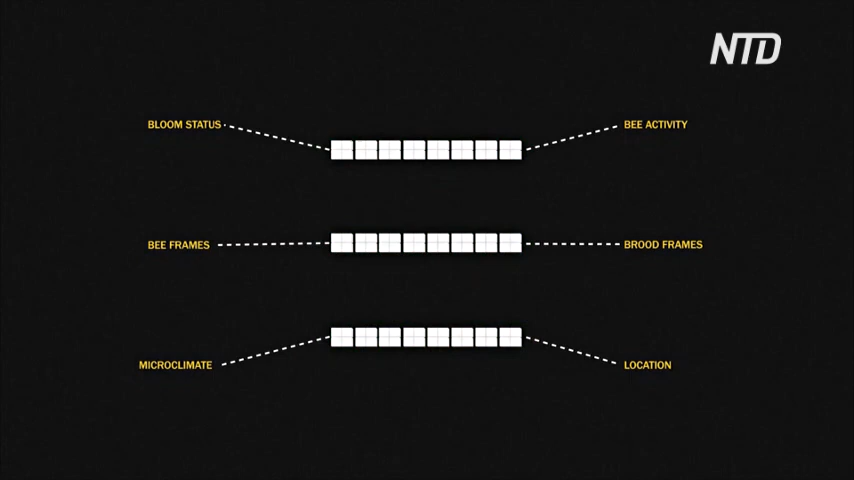 NTD
BLOOM STATUS
BEE ACTIVITY
BEE FRAMES
BROOD FRAMES
MICROCLIMATE
LOCATION